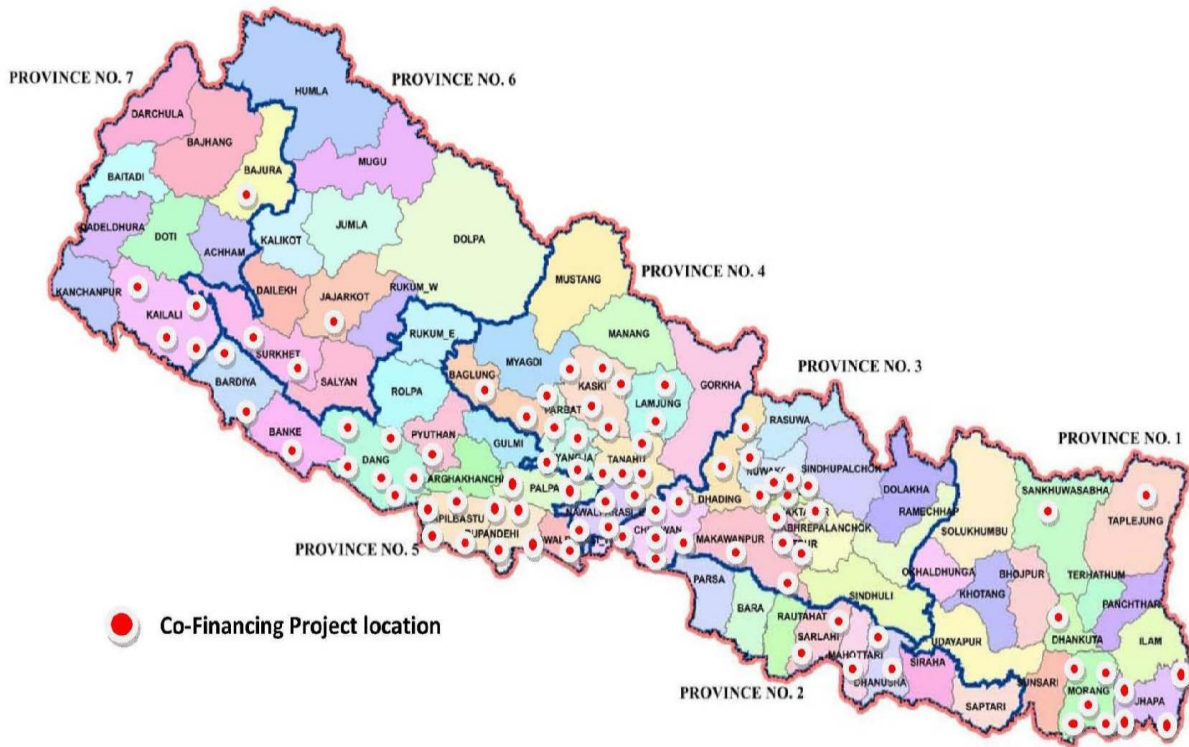 PROVINCE NO. 7
PROVINCE NO. 6
HUMLA
DARCHULA
BAJHANG
BAJURA
MUGU
BAITADI
DADELDHURA
DOTI
ACHHAM
KALIKOT
JUMLA
DOLPA
KANCHANPUR
KAILALI
DAILEKH
JAJARKOT
RUKUM_W
SURKHET
SALYAN
BARDIYA
BANKE
PROVINCE NO. 4
MUSTANG
MANANG
RUKUM_E
MYAGDI
BAGLUNG
KASKI
LAMJUNG
GORKHA
ROLPA
PARBAT
PYUTHAN
GULMI
DANG
ARGHAKHANCHI
PALPA
TANAHU
PROVINCE NO. 3
RASUWA
SINDHUPALCHOK
DHADING
DOLAKHA
RAMECHHAP
MAKAWANPUR
SINDHULI
PROVINCE NO. 5
PROVINCE NO. 1
SANKHUWASABHA
TAPLEJUNG
SOLUKHUMBU
OKHALDHUNGA
KHOTANG
BHOJPUR
TERHATHUM
PANCHTHAR
DHANKUTA
ILAM
UDAYAPUR
SUNSARI
MORANG
JHAPA
PARSA
BARA
RAUTAHAT
SARLAHI
MAHOTTARI
DHANUSHA
SIRAHA
SAPTARI
PROVINCE NO. 2
Co-Financing Project location